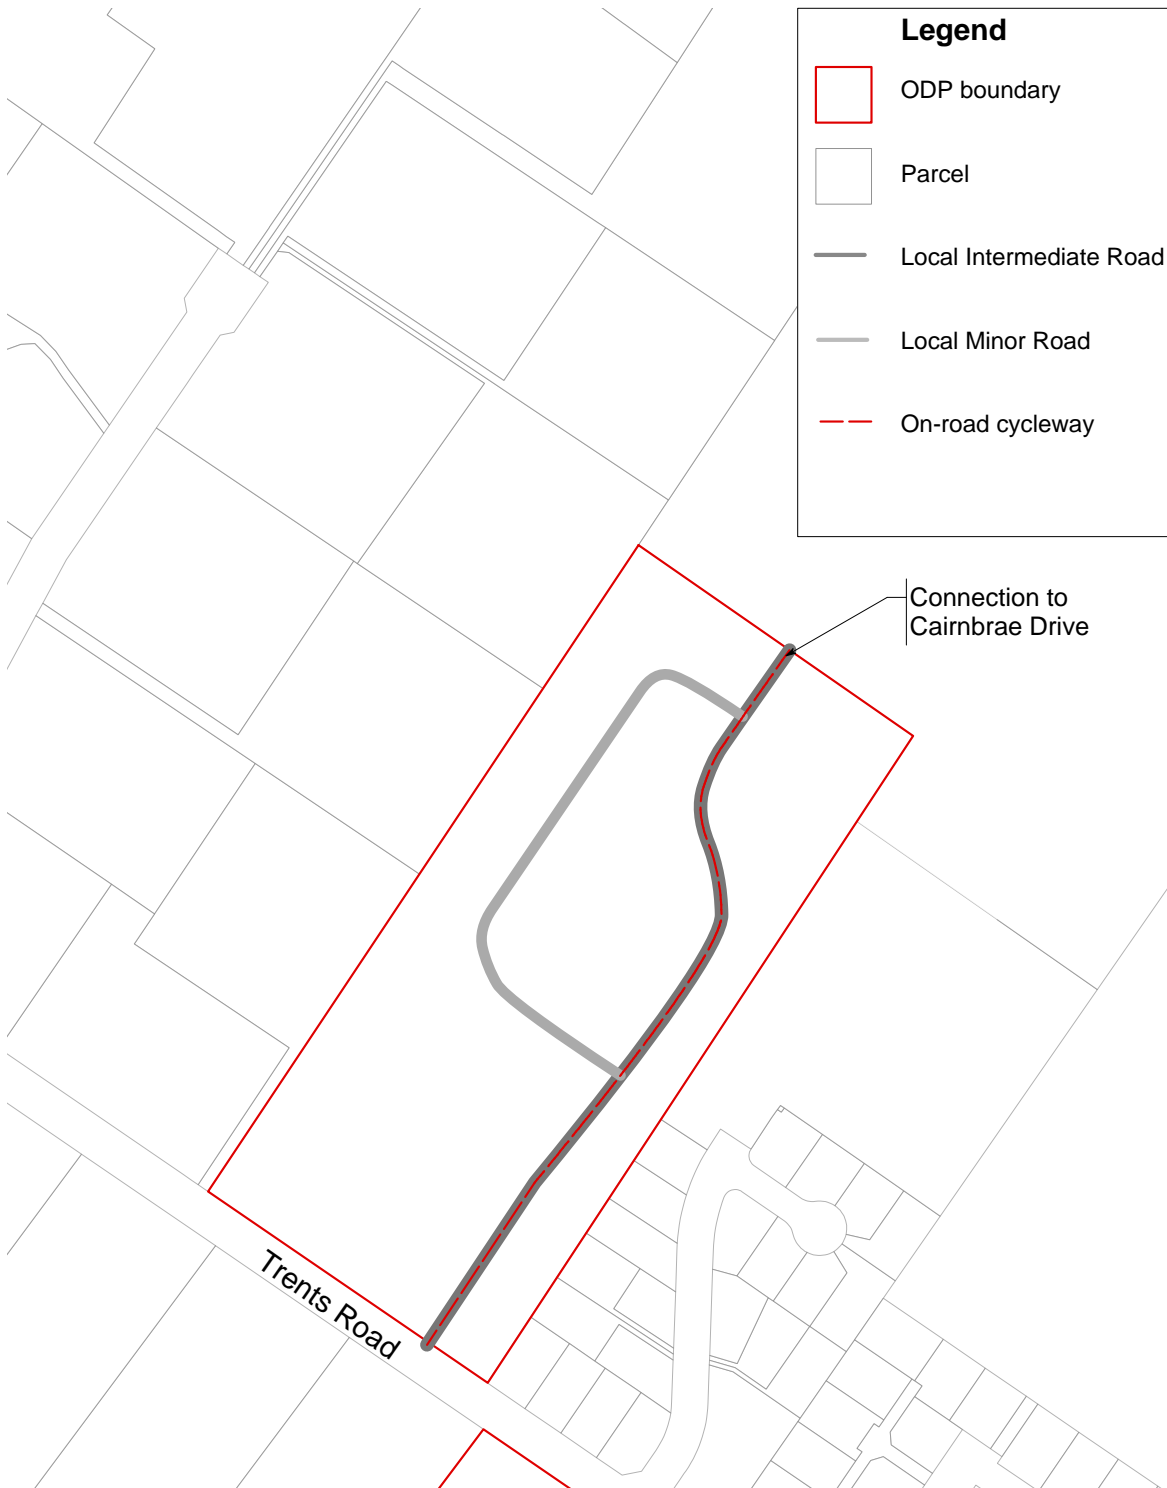 Legend
ODP boundary
Parcel
Local Intermediate Road
Local Minor Road
On-road cycleway
Connection to
Cairnbrae Drive
Trents Road